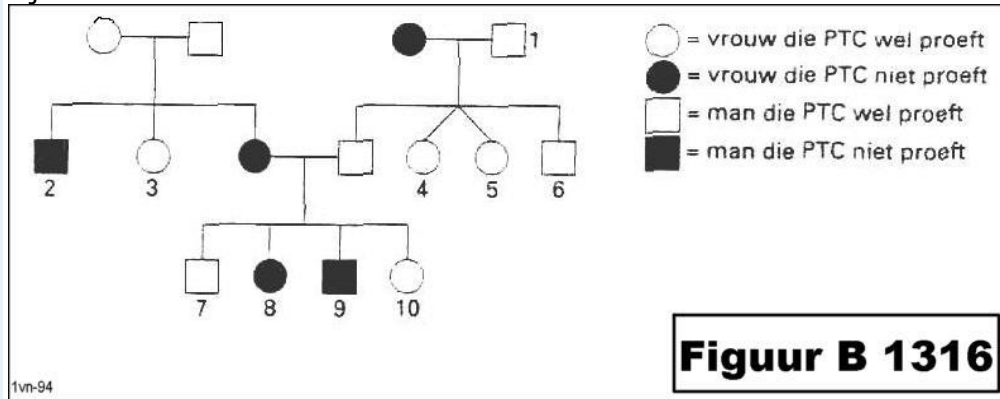 1
= vrouw die PTC wel proeft
= vrouw die PTC niet proeft
= man die PTC wel proeft
= man die PTC niet proeft
2 3 4 5 6
7 8 9 10
Figuur B 1316
1vn-94